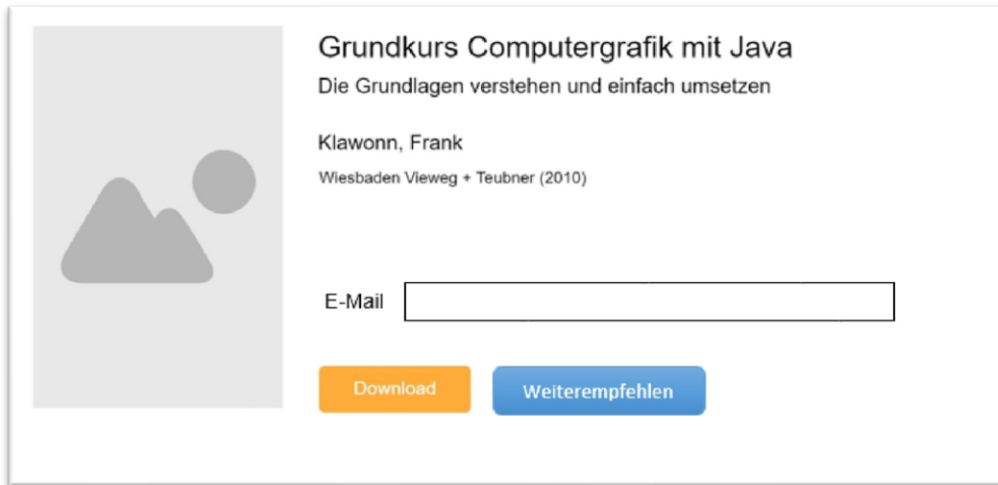 Grundkurs Computergrafik mit Java
Die Grundlagen verstehen und einfach umsetzen
Klawonn, Frank
Wiesbaden Vieweg + Teubner (2010)
E-Mail
Download Weiterempfehlen